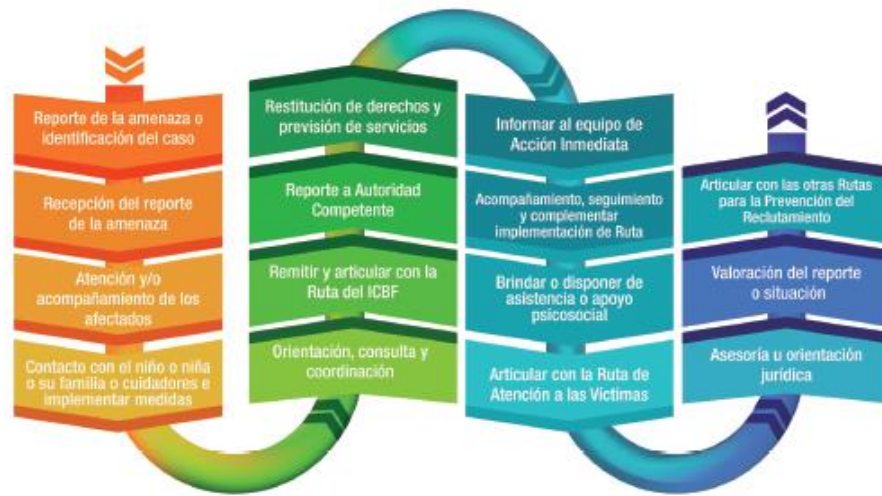 Reporte de la amenaza o
identificación del caso
Recepción del reporte
de la amenaza
Atención y/o
acompañamiento de los
afectados
Contacto con el niño o niña
o su familia o cuidadores e
implementar medidas
Restitución de derechos y
previsión de servicios
Reporte a Autoridad
Competente
Remitir y articular con la
Ruta del ICBF
Orientación, consulta y
coordinación
Informar al equipo de
Acción Inmediata
Acompañamiento, seguimiento
y complementar
implementación de Ruta
Brindar o disponer de
asistencia o apoyo
psicosocial
Articular con la Ruta de
Atención a las Víctimas
Articular con las otras Rutas
para la Prevención del
Reclutamiento
Valoración del reporte
o situación
Asesoría u orientación
jurídica